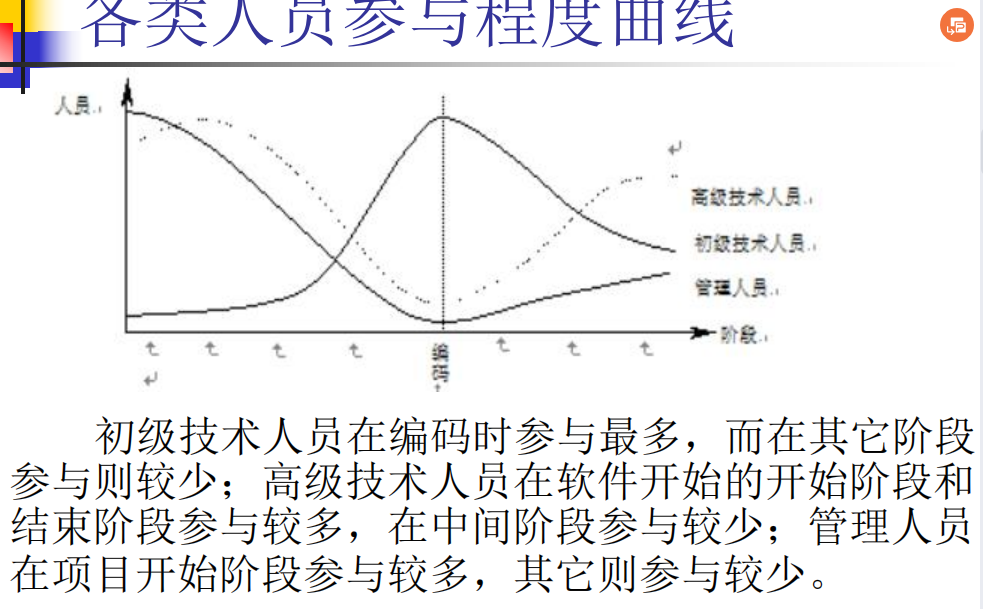 各类人员参与程度曲线
人员
高级技术人员
初级技术人员
管理人员
阶段
编码
初级技术人员在编码时参与最多，而在其它阶段
参与则较少；高级技术人员在软件开始的开始阶段和
结束阶段参与较多，在中间阶段参与较少；管理人员
在项目开始阶段参与较多，其它则参与较少。